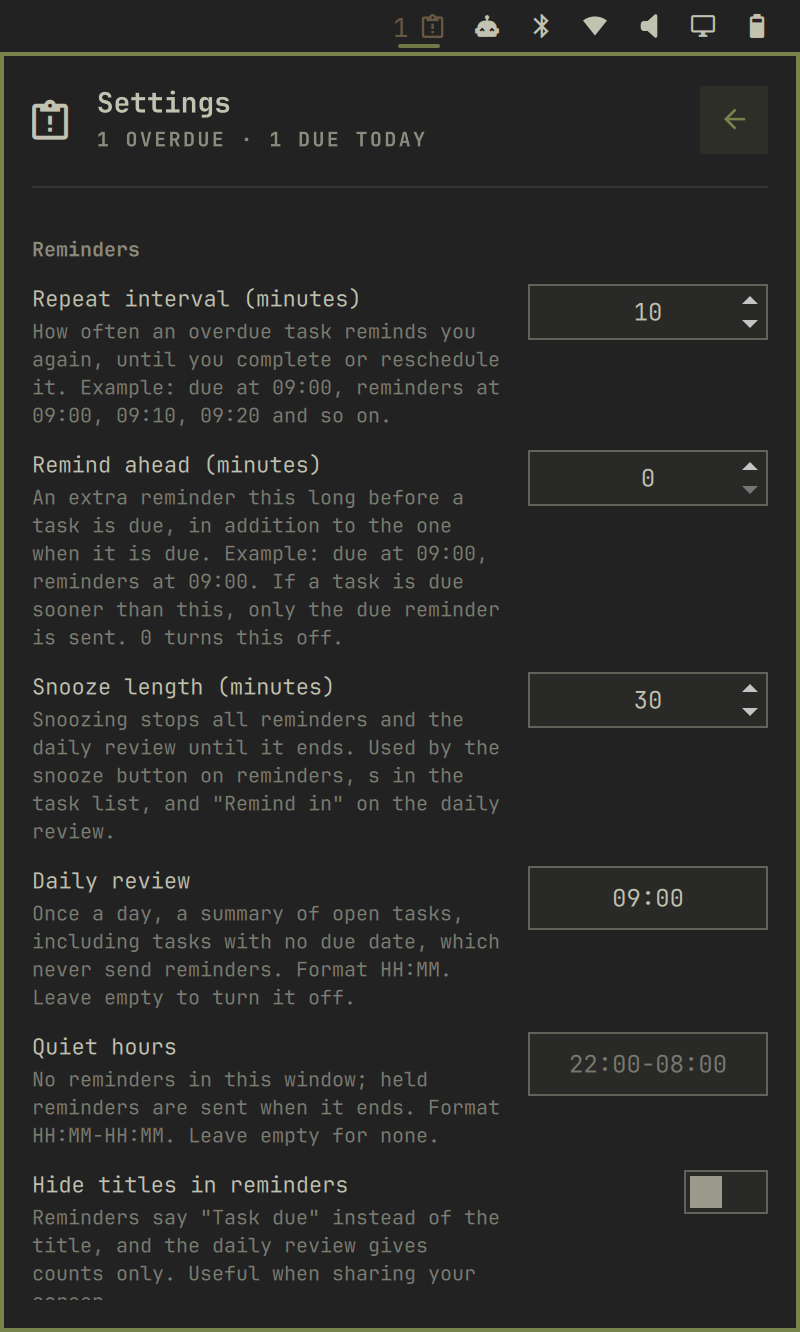 1
Settings
1 OVERDUE · 1 DUE TODAY
Reminders
Repeat interval (minutes)
10
How often an overdue task reminds you
again, until you complete or reschedule
it. Example: due at 09:00, reminders at
09:00, 09:10, 09:20 and so on.
Remind ahead (minutes)
0
An extra reminder this long before a
task is due, in addition to the one
when it is due. Example: due at 09:00,
reminders at 09:00. If a task is due
sooner than this, only the due reminder
is sent. 0 turns this off.
Snooze length (minutes)
30
Snoozing stops all reminders and the
daily review until it ends. Used by the
snooze button on reminders, s in the
task list, and "Remind in" on the daily
review.
Daily review
09:00
Once a day, a summary of open tasks,
including tasks with no due date, which
never send reminders. Format HH:MM.
Leave empty to turn it off.
Quiet hours
22:00-08:00
No reminders in this window; held
reminders are sent when it ends. Format
HH:MM-HH:MM. Leave empty for none.
Hide titles in reminders
Reminders say "Task due" instead of the
title, and the daily review gives
counts only. Useful when sharing your